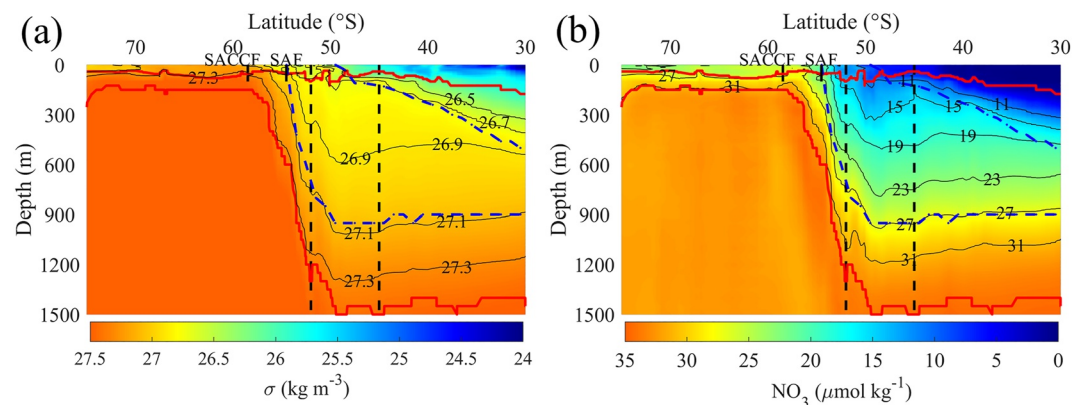 (a)
Latitude (°S)
70 60 50 40 30
SACCF SAF
0
300
600
900
1200
1500
Depth (m)
27.3
26.5
26.7
26.9 26.9
27.1 27.1
27.3 27.3
27.5 27 26.5 26 25.5 25 24.5 24
σ (kg m-3)
(b)
Latitude (°S)
70 60 50 40 30
SACCF SAF
0
300
600
900
1200
1500
Depth (m)
27
31
15 15 11
19 19
23 23
27 27
31 31
35 30 25 20 15 10 5 0
NO3 (μmol kg-1)